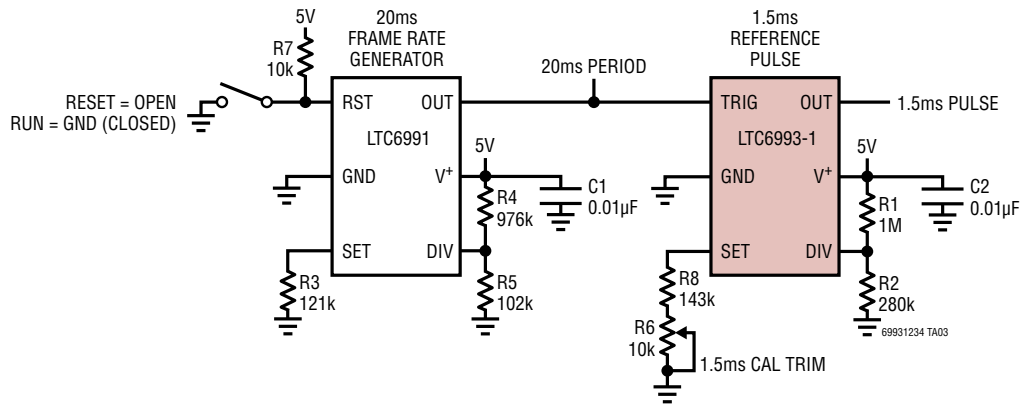 20ms
FRAME RATE
GENERATOR
1.5ms
REFERENCE
PULSE
5V
R7
10k
20ms PERIOD
RESET = OPEN
RUN = GND (CLOSED)
RST
OUT
LTC6991
GND
V+
SET
DIV
5V
C1
0.01µF
R4
976k
R3
121k
R5
102k
TRIG
OUT
LTC6993-1
GND
V+
SET
DIV
1.5ms PULSE
5V
C2
0.01µF
R1
1M
R8
143k
R2
280k
R6
10k
1.5ms CAL TRIM
69931234 TA03